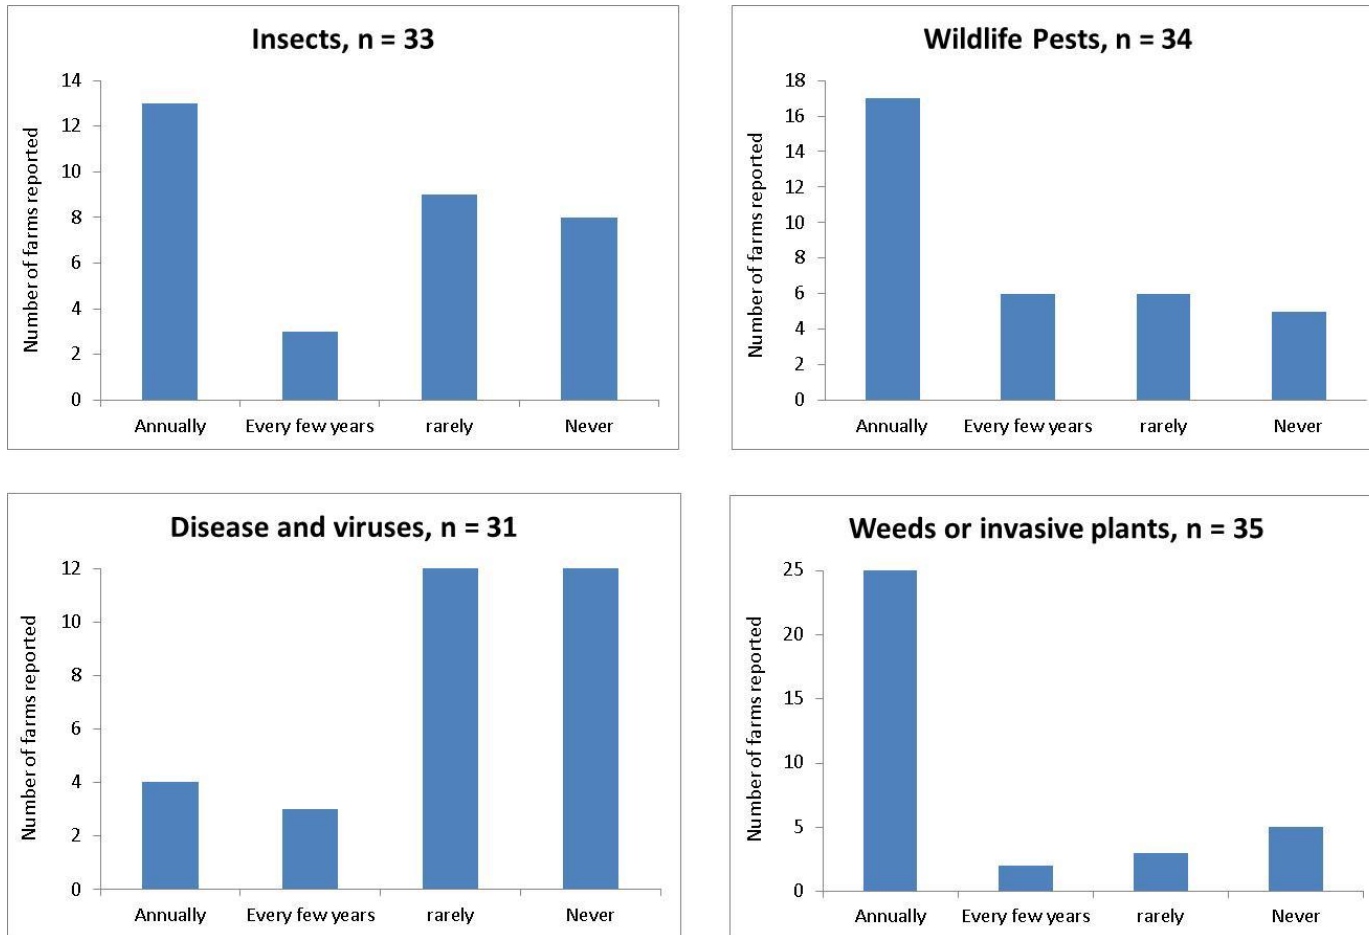 Insects, n = 33
Number of farms reported
14
12
10
8
6
4
2
0
Annually Every few years rarely Never
Wildlife Pests, n = 34
Number of farms reported
18
16
14
12
10
8
6
4
2
0
Annually Every few years rarely Never
Disease and viruses, n = 31
Number of farms reported
12
10
8
6
4
2
0
Annually Every few years rarely Never
Weeds or invasive plants, n = 35
Number of farms reported
25
20
15
10
5
0
Annually Every few years rarely Never